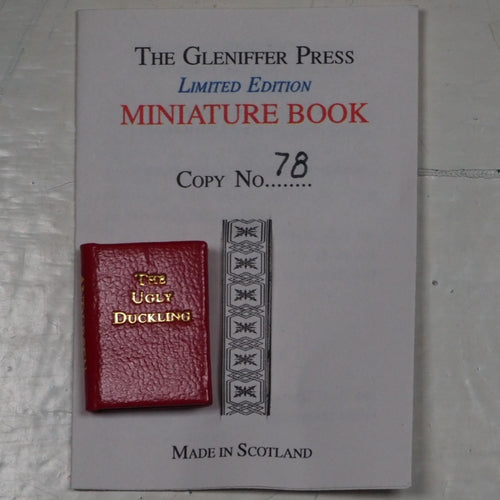 THE GLENIFFER PRESS
LIMITED EDITION
MINIATURE BOOK
COPY NO........ 78
THE
UGLY
DUCKLING
MADE IN SCOTLAND